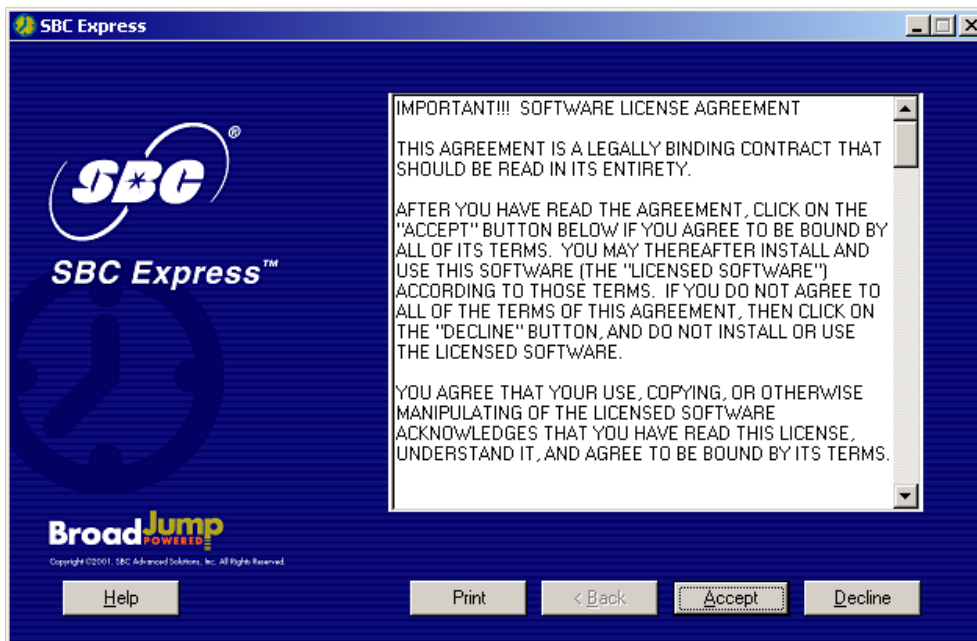 SBC Express
SBC®
SBC Express™
IMPORTANT!!! SOFTWARE LICENSE AGREEMENT
THIS AGREEMENT IS A LEGALLY BINDING CONTRACT THAT
SHOULD BE READ IN ITS ENTIRETY.
AFTER YOU HAVE READ THE AGREEMENT, CLICK ON THE
"ACCEPT" BUTTON BELOW IF YOU AGREE TO BE BOUND BY
ALL OF ITS TERMS. YOU MAY THEREAFTER INSTALL AND
USE THIS SOFTWARE (THE "LICENSED SOFTWARE")
ACCORDING TO THOSE TERMS. IF YOU DO NOT AGREE TO
ALL OF THE TERMS OF THIS AGREEMENT, THEN CLICK ON
THE "DECLINE" BUTTON, AND DO NOT INSTALL OR USE
THE LICENSED SOFTWARE.
YOU AGREE THAT YOUR USE, COPYING, OR OTHERWISE
MANIPULATING OF THE LICENSED SOFTWARE
ACKNOWLEDGES THAT YOU HAVE READ THIS LICENSE,
UNDERSTAND IT, AND AGREE TO BE BOUND BY ITS TERMS.
BroadJump
POWERED
Copyright ©2001, SBC Advanced Solutions, Inc. All Rights Reserved.
Help
Print
< Back
Accept
Decline